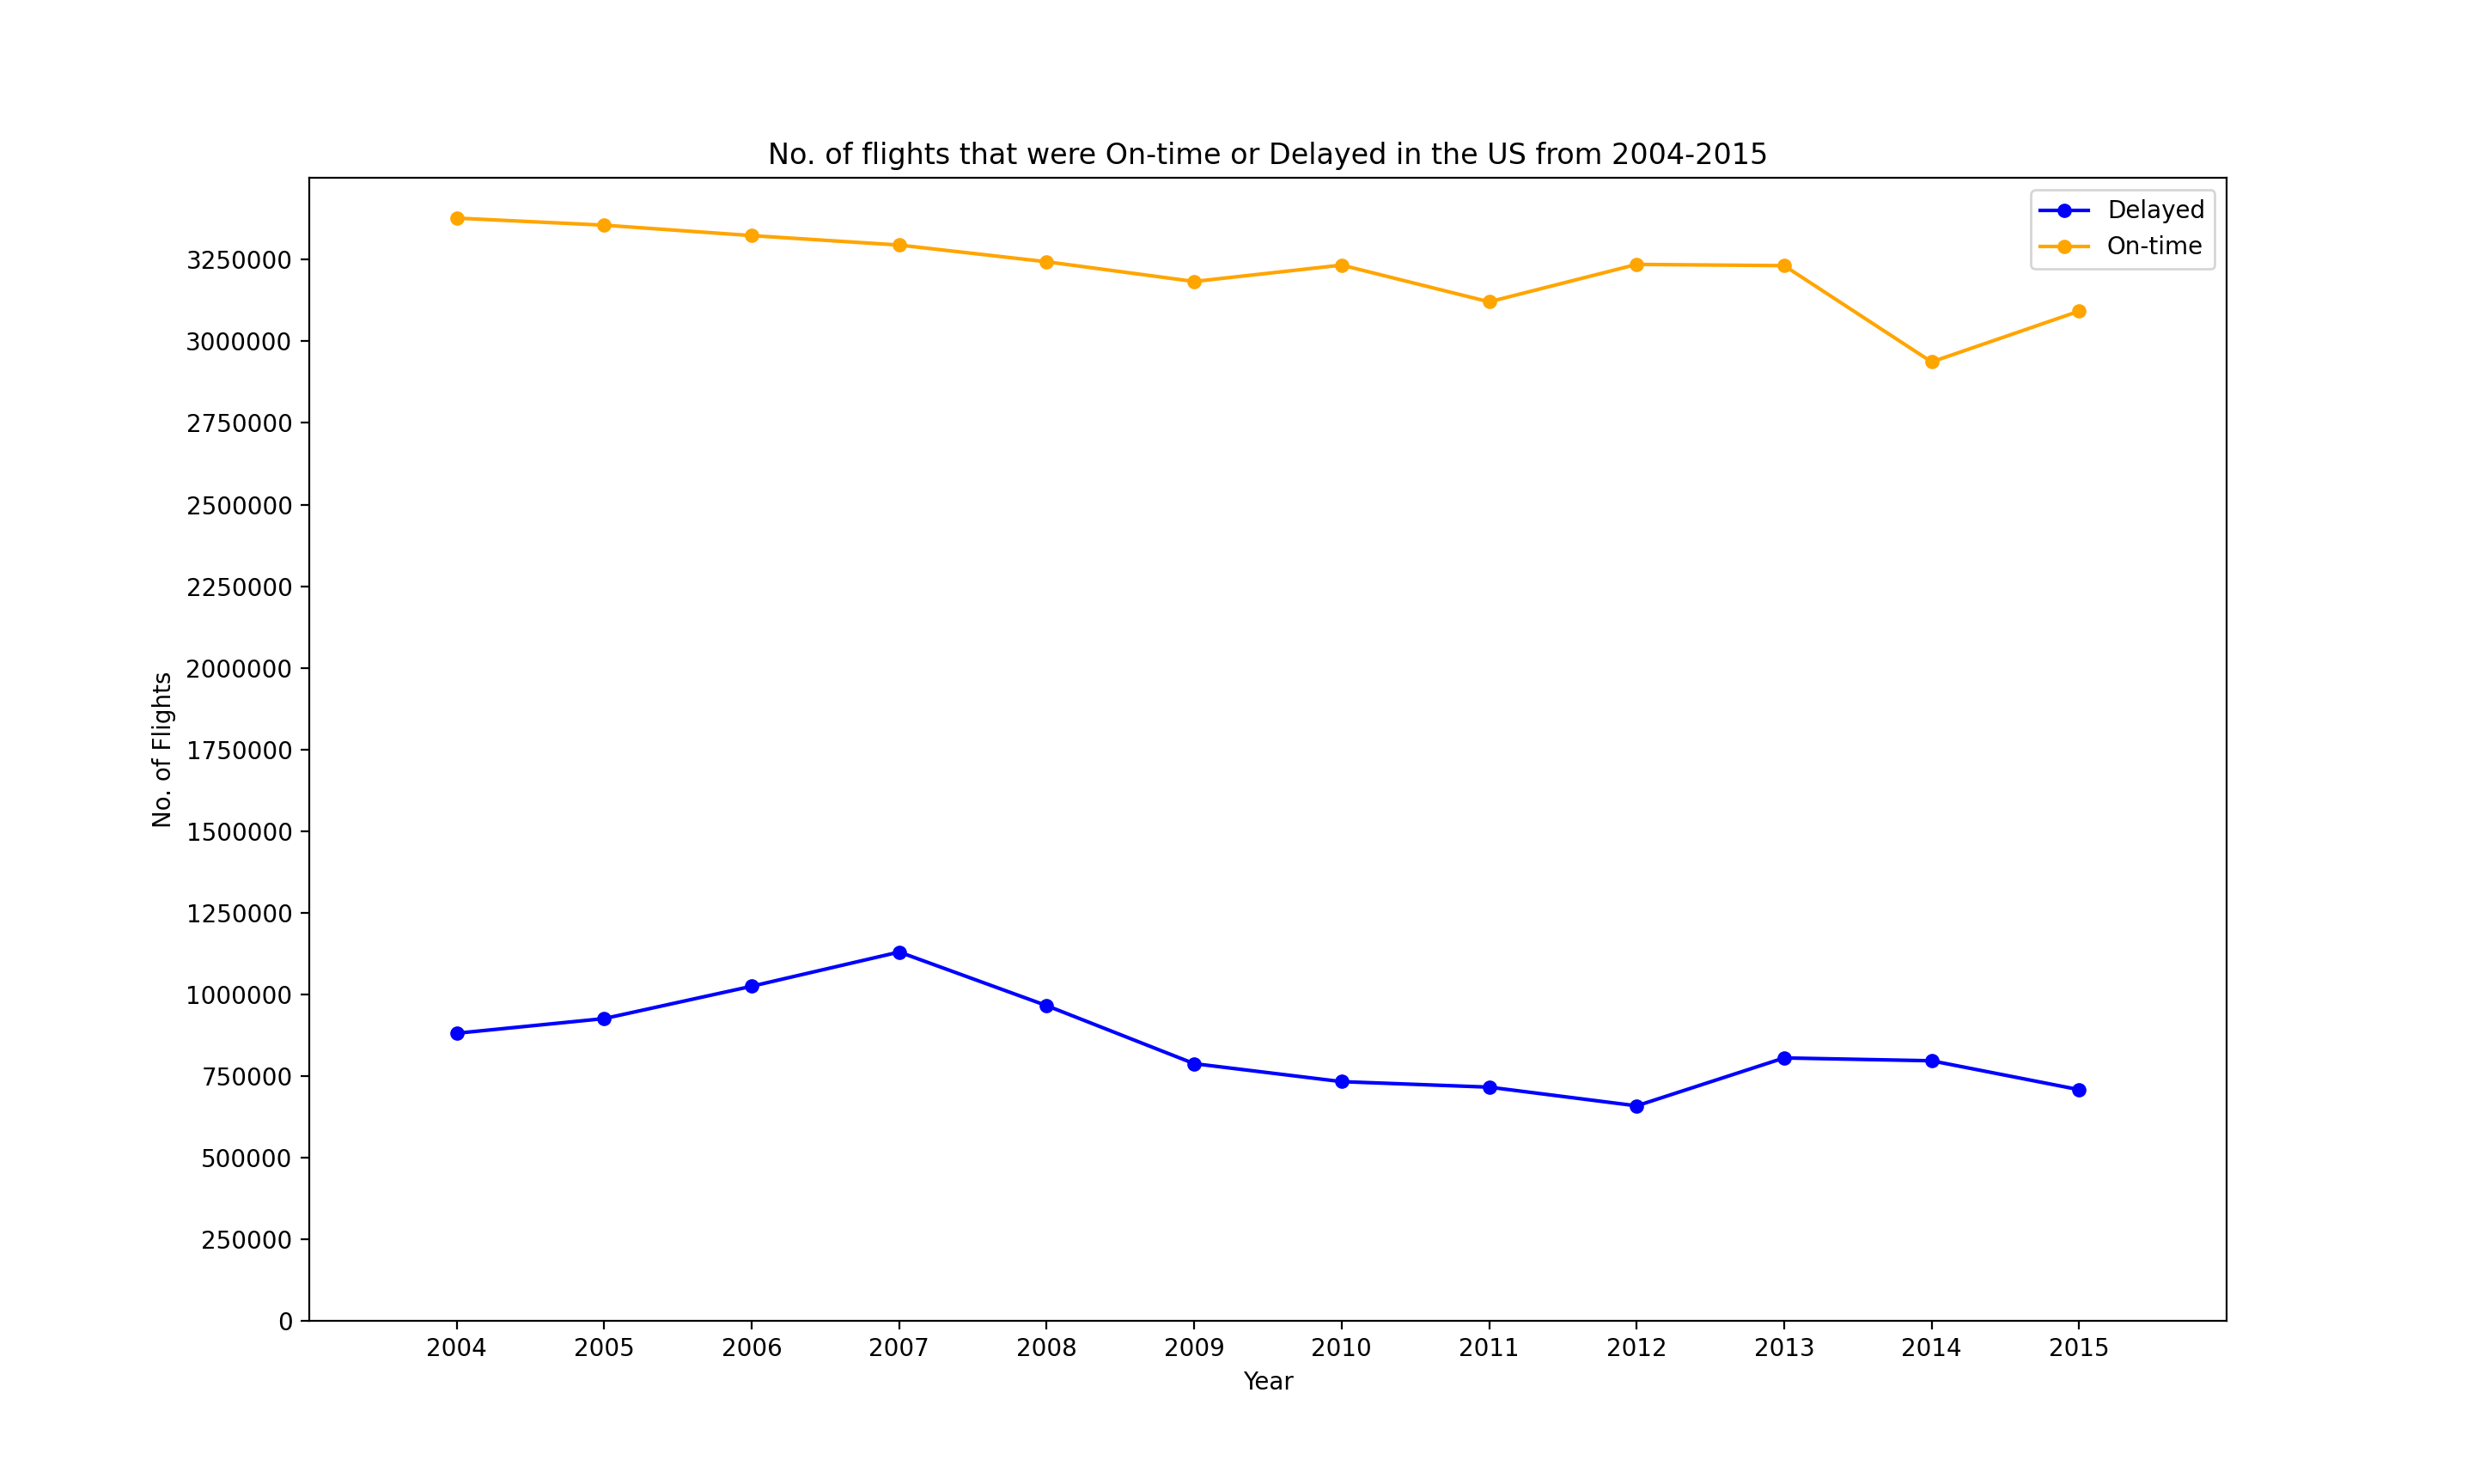 No. of flights that were On-time or Delayed in the US from 2004-2015
Delayed
On-time
3250000
3000000
2750000
2500000
2250000
2000000
1750000
1500000
1250000
1000000
750000
500000
250000
0
No. of Flights
2004 2005 2006 2007 2008 2009 2010 2011 2012 2013 2014 2015
Year